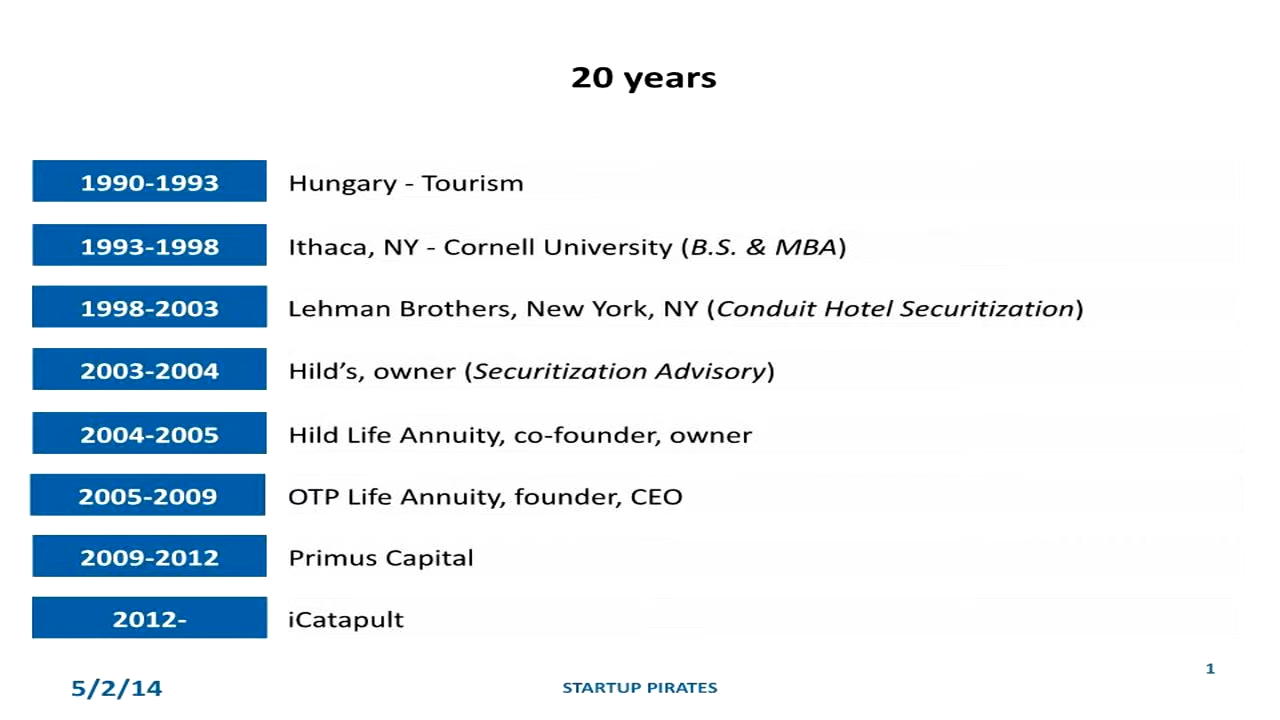 20 years
1990-1993 Hungary - Tourism
1993-1998 Ithaca, NY - Cornell University (B.S. & MBA)
1998-2003 Lehman Brothers, New York, NY (Conduit Hotel Securitization)
2003-2004 Hild’s, owner (Securitization Advisory)
2004-2005 Hild Life Annuity, co-founder, owner
2005-2009 OTP Life Annuity, founder, CEO
2009-2012 Primus Capital
2012- iCatapult
1
5/2/14 STARTUP PIRATES